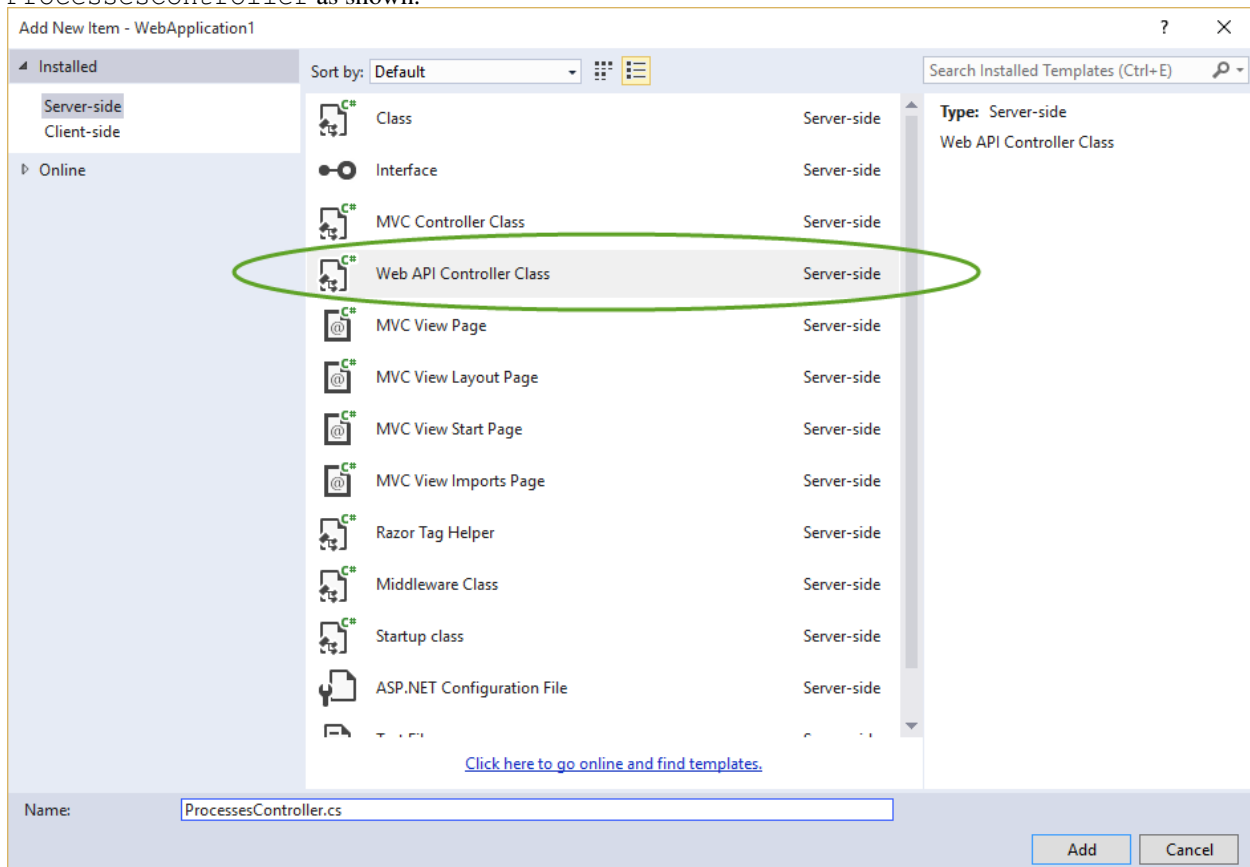 ProcessesController as shown.
Add New Item - WebApplication1 ? X
Installed
Server-side
Client-side
Online
Sort by: Default
Search Installed Templates (Ctrl+E)
C# Class Server-side
Interface Server-side
C# MVC Controller Class Server-side
C# Web API Controller Class Server-side
C# @ MVC View Page Server-side
C# @ MVC View Layout Page Server-side
C# @ MVC View Start Page Server-side
C# @ MVC View Imports Page Server-side
C# Razor Tag Helper Server-side
C# Middleware Class Server-side
C# Startup class Server-side
ASP.NET Configuration File Server-side
Click here to go online and find templates.
Type: Server-side
Web API Controller Class
Name: ProcessesController.cs
Add Cancel